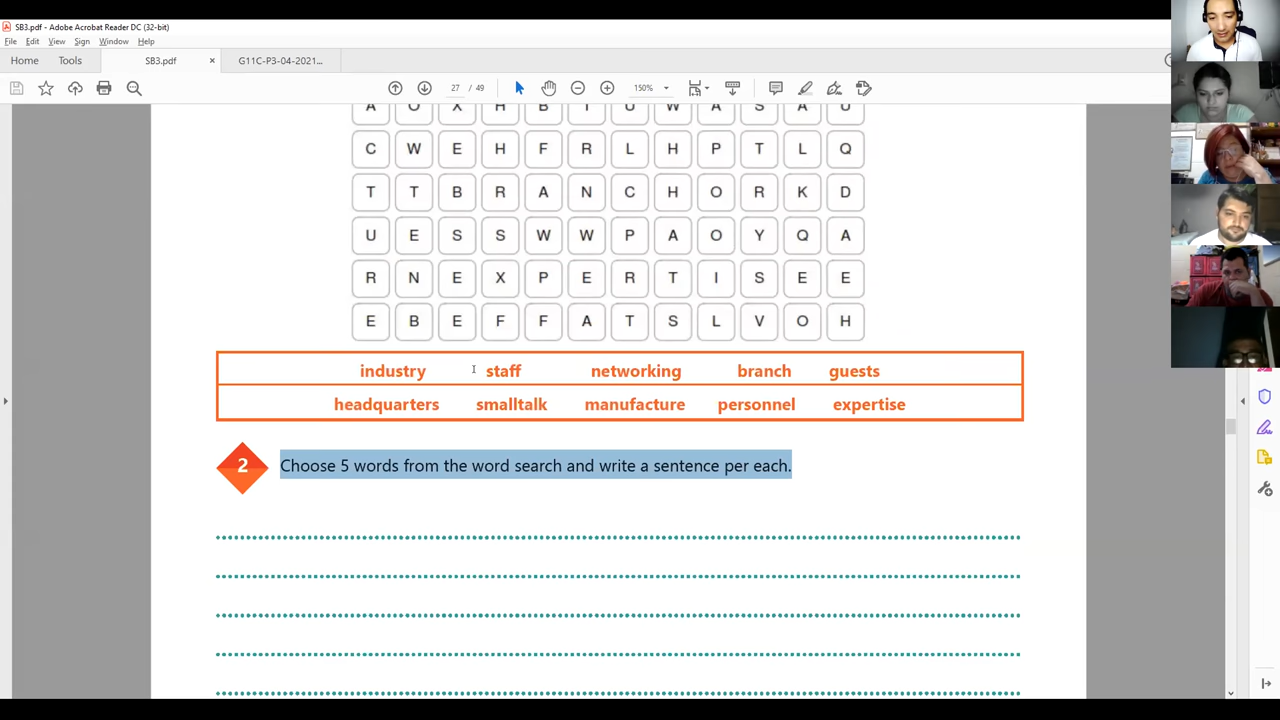 SB3.pdf - Adobe Acrobat Reader DC (32-bit)
File Edit View Window Help
Home Tools SB3.pdf × G11C-P3-04-2021...
27 / 49 150%
A O X H B I U W A S A U
C W E H F R L H P T L Q
T T B R A N C H O R K D
U E S S W W P A O Y Q A
R N E X P E R T I S E E
E B E F F A T S L V O H
industry staff networking branch guests
headquarters smalltalk manufacture personnel expertise
2 Choose 5 words from the word search and write a sentence per each.